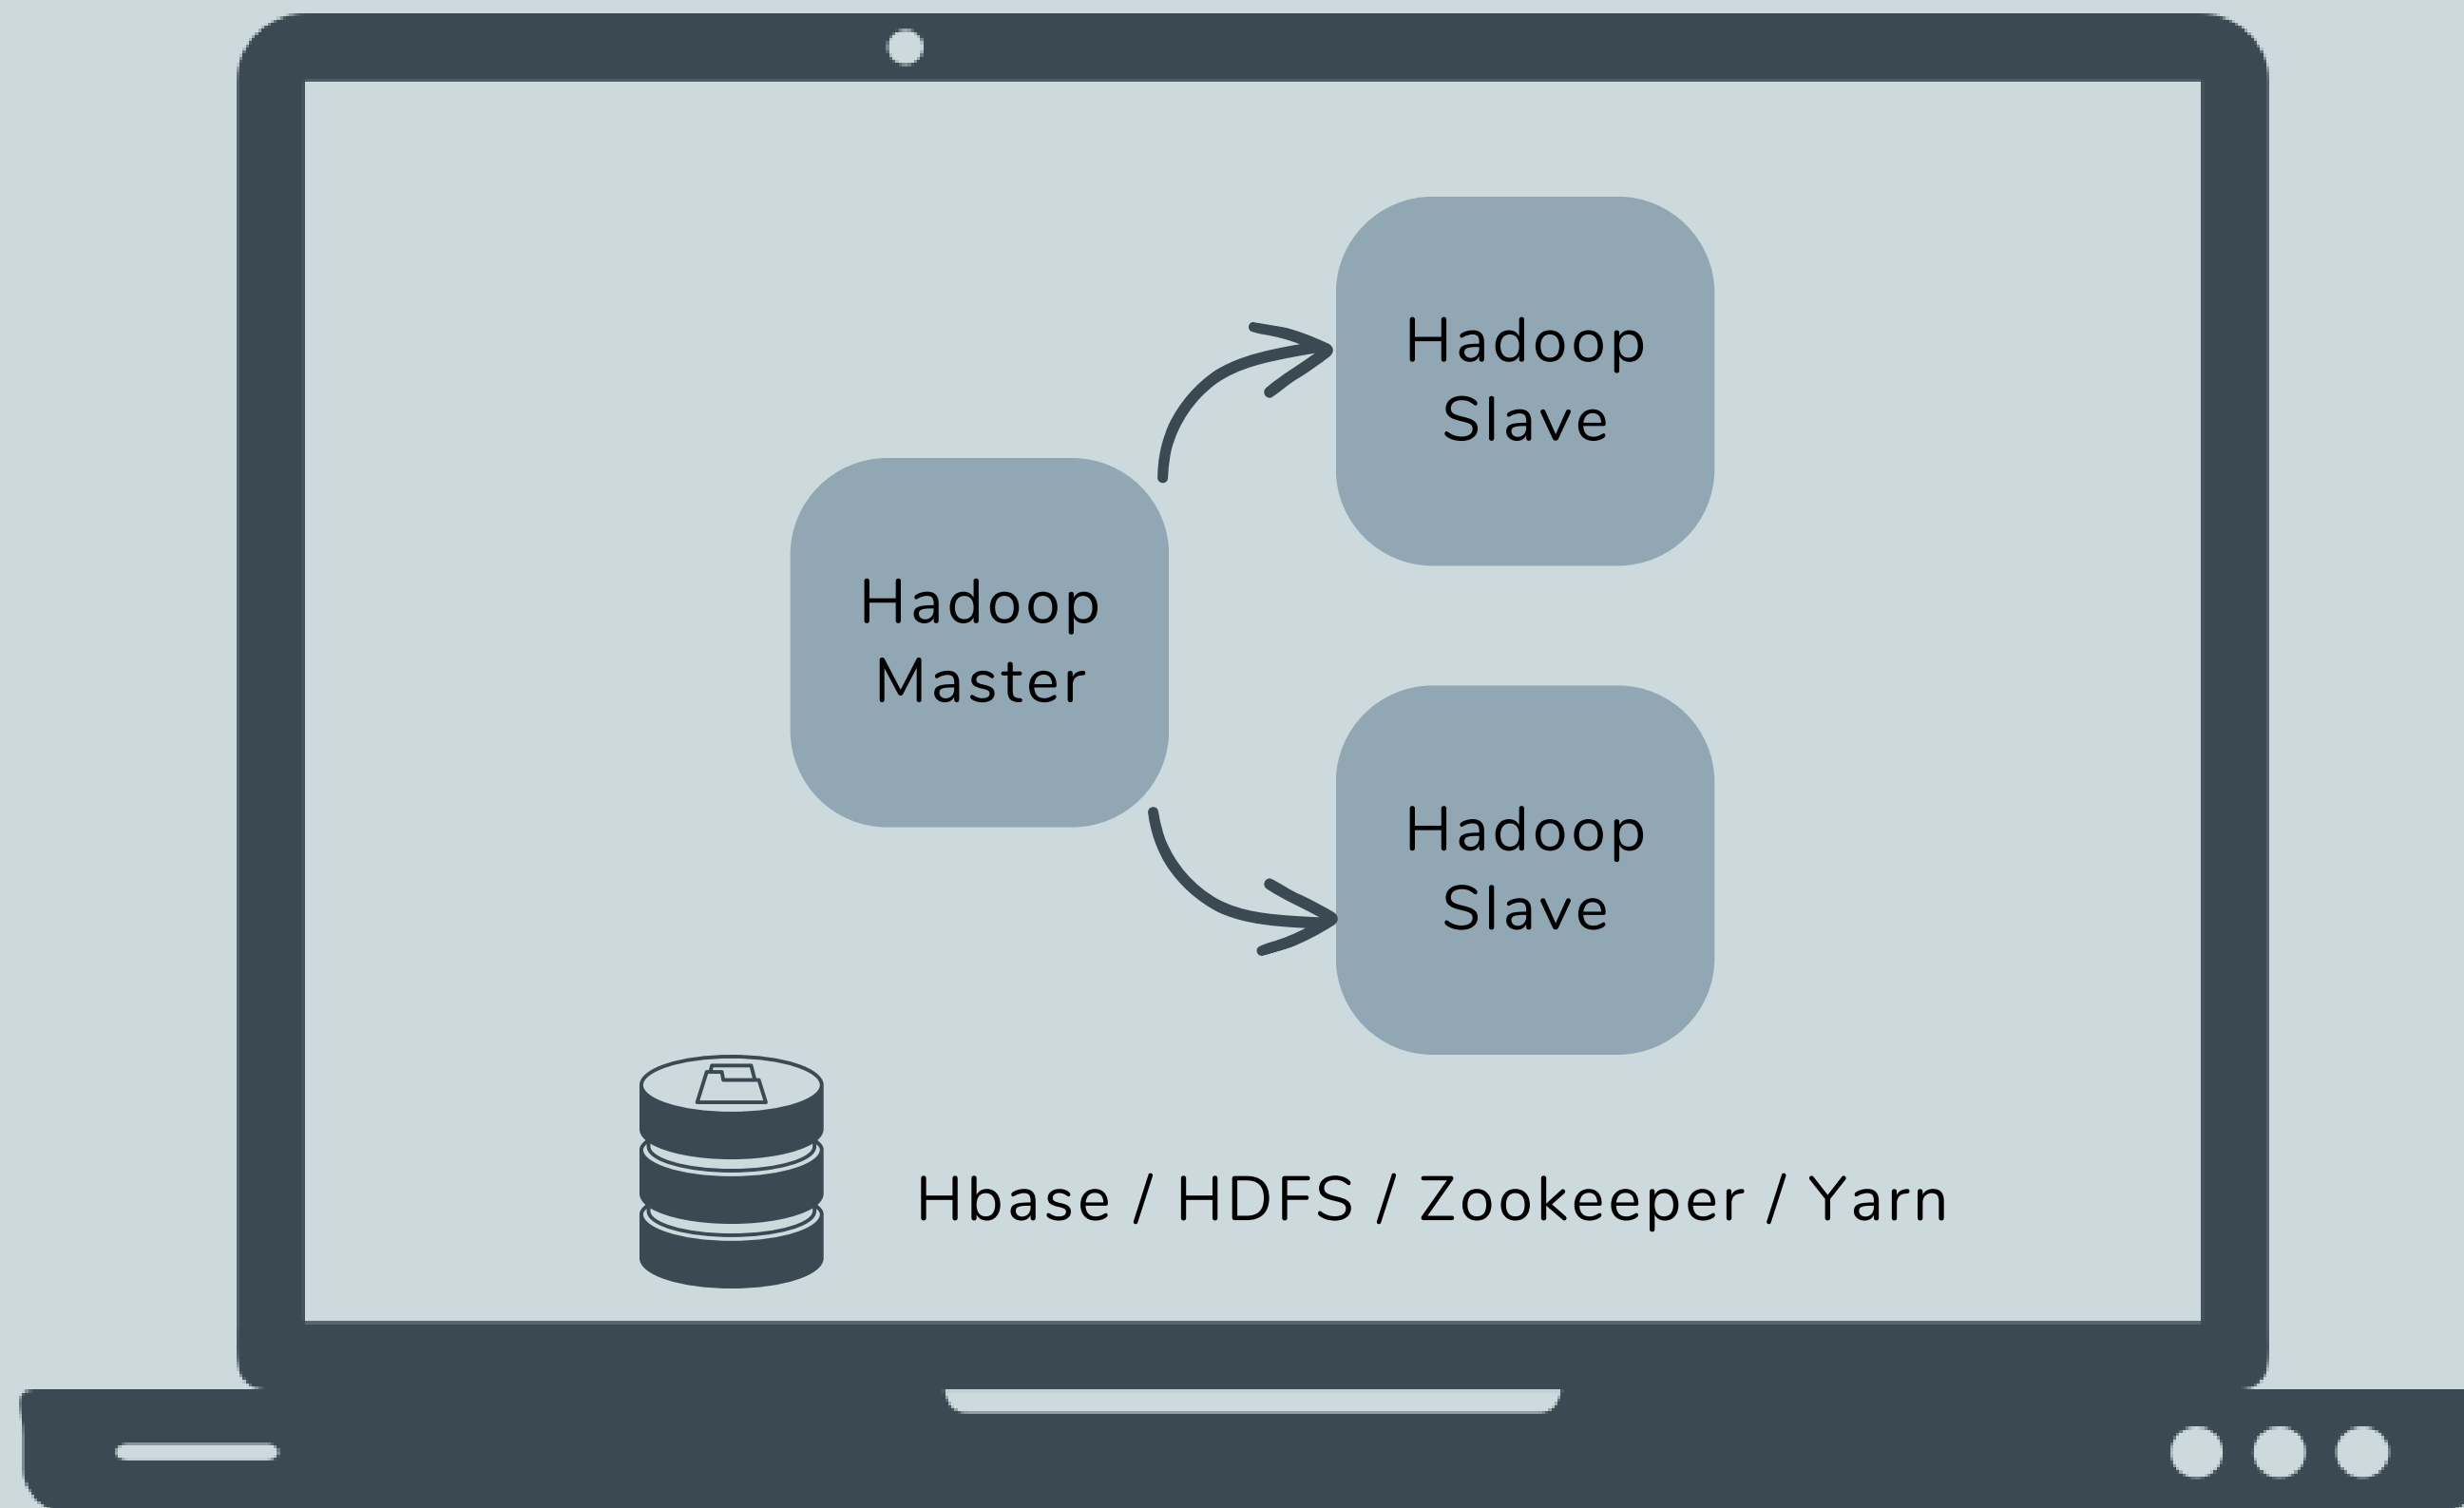 Hadoop
Slave
Hadoop
Master
Hadoop
Slave
Hbase / HDFS / Zookeeper / Yarn